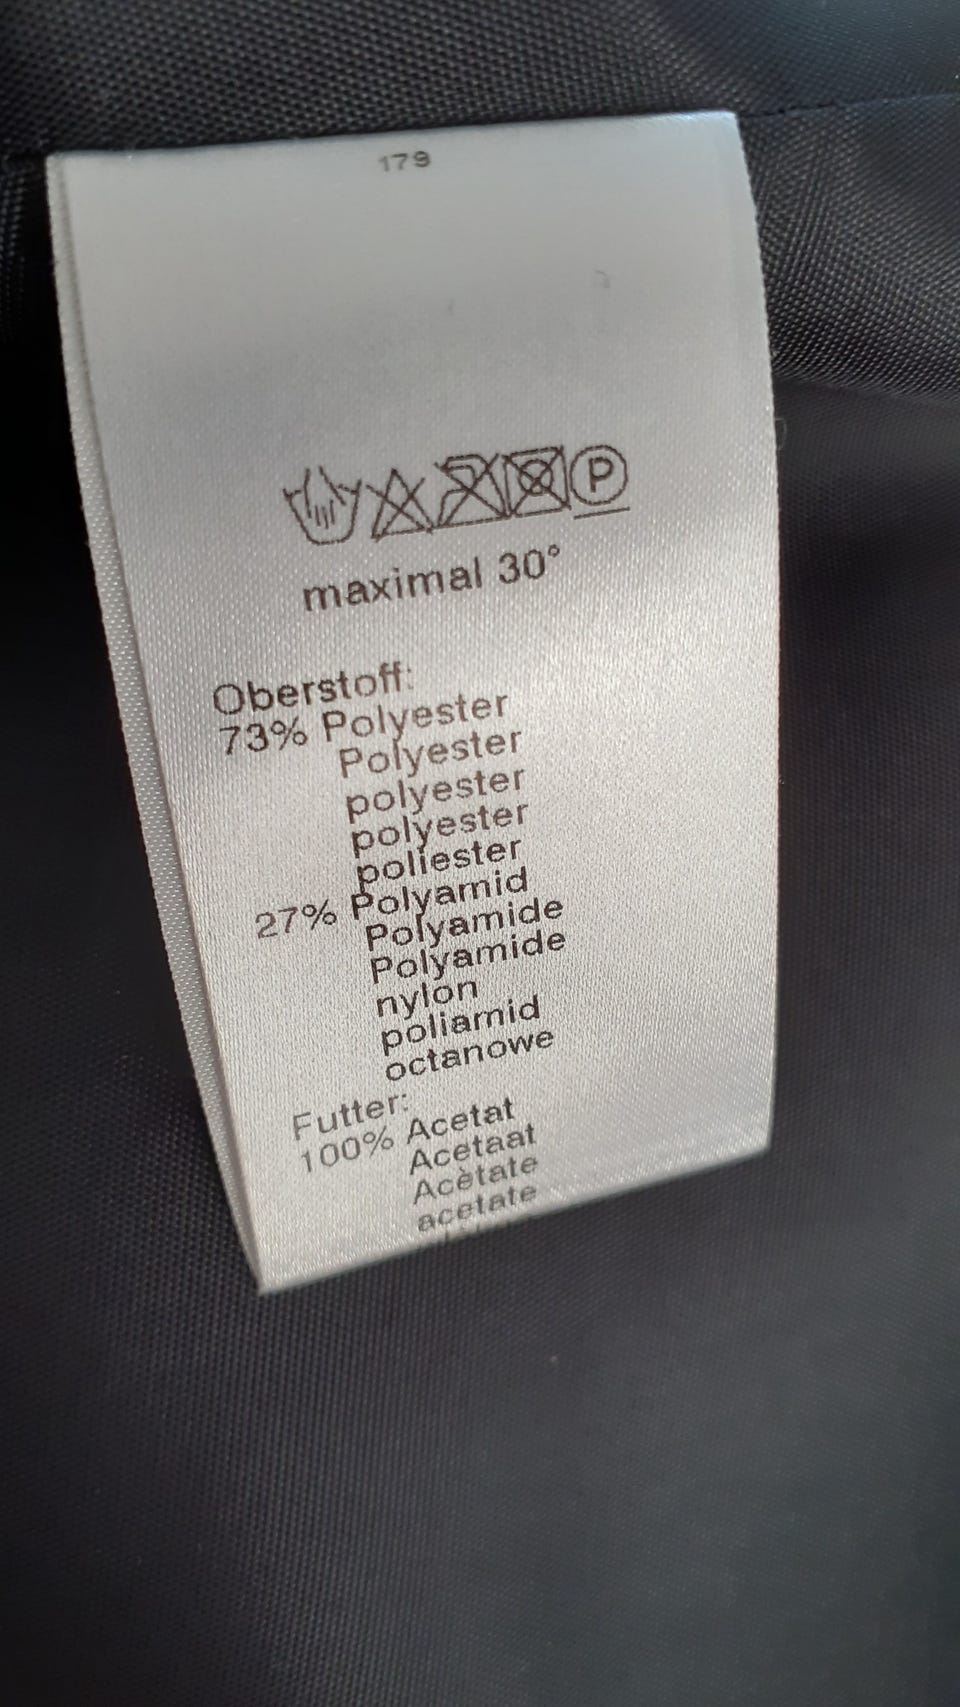 179
P
maximal 30°
Oberstoff:
73% Polyester
Polyester
polyester
polyester
poliester
27% Polyamid
Polyamide
Polyamide
nylon
poliamid
octanowe
Futter:
100% Acetat
Acetaat
Acètate
acetate